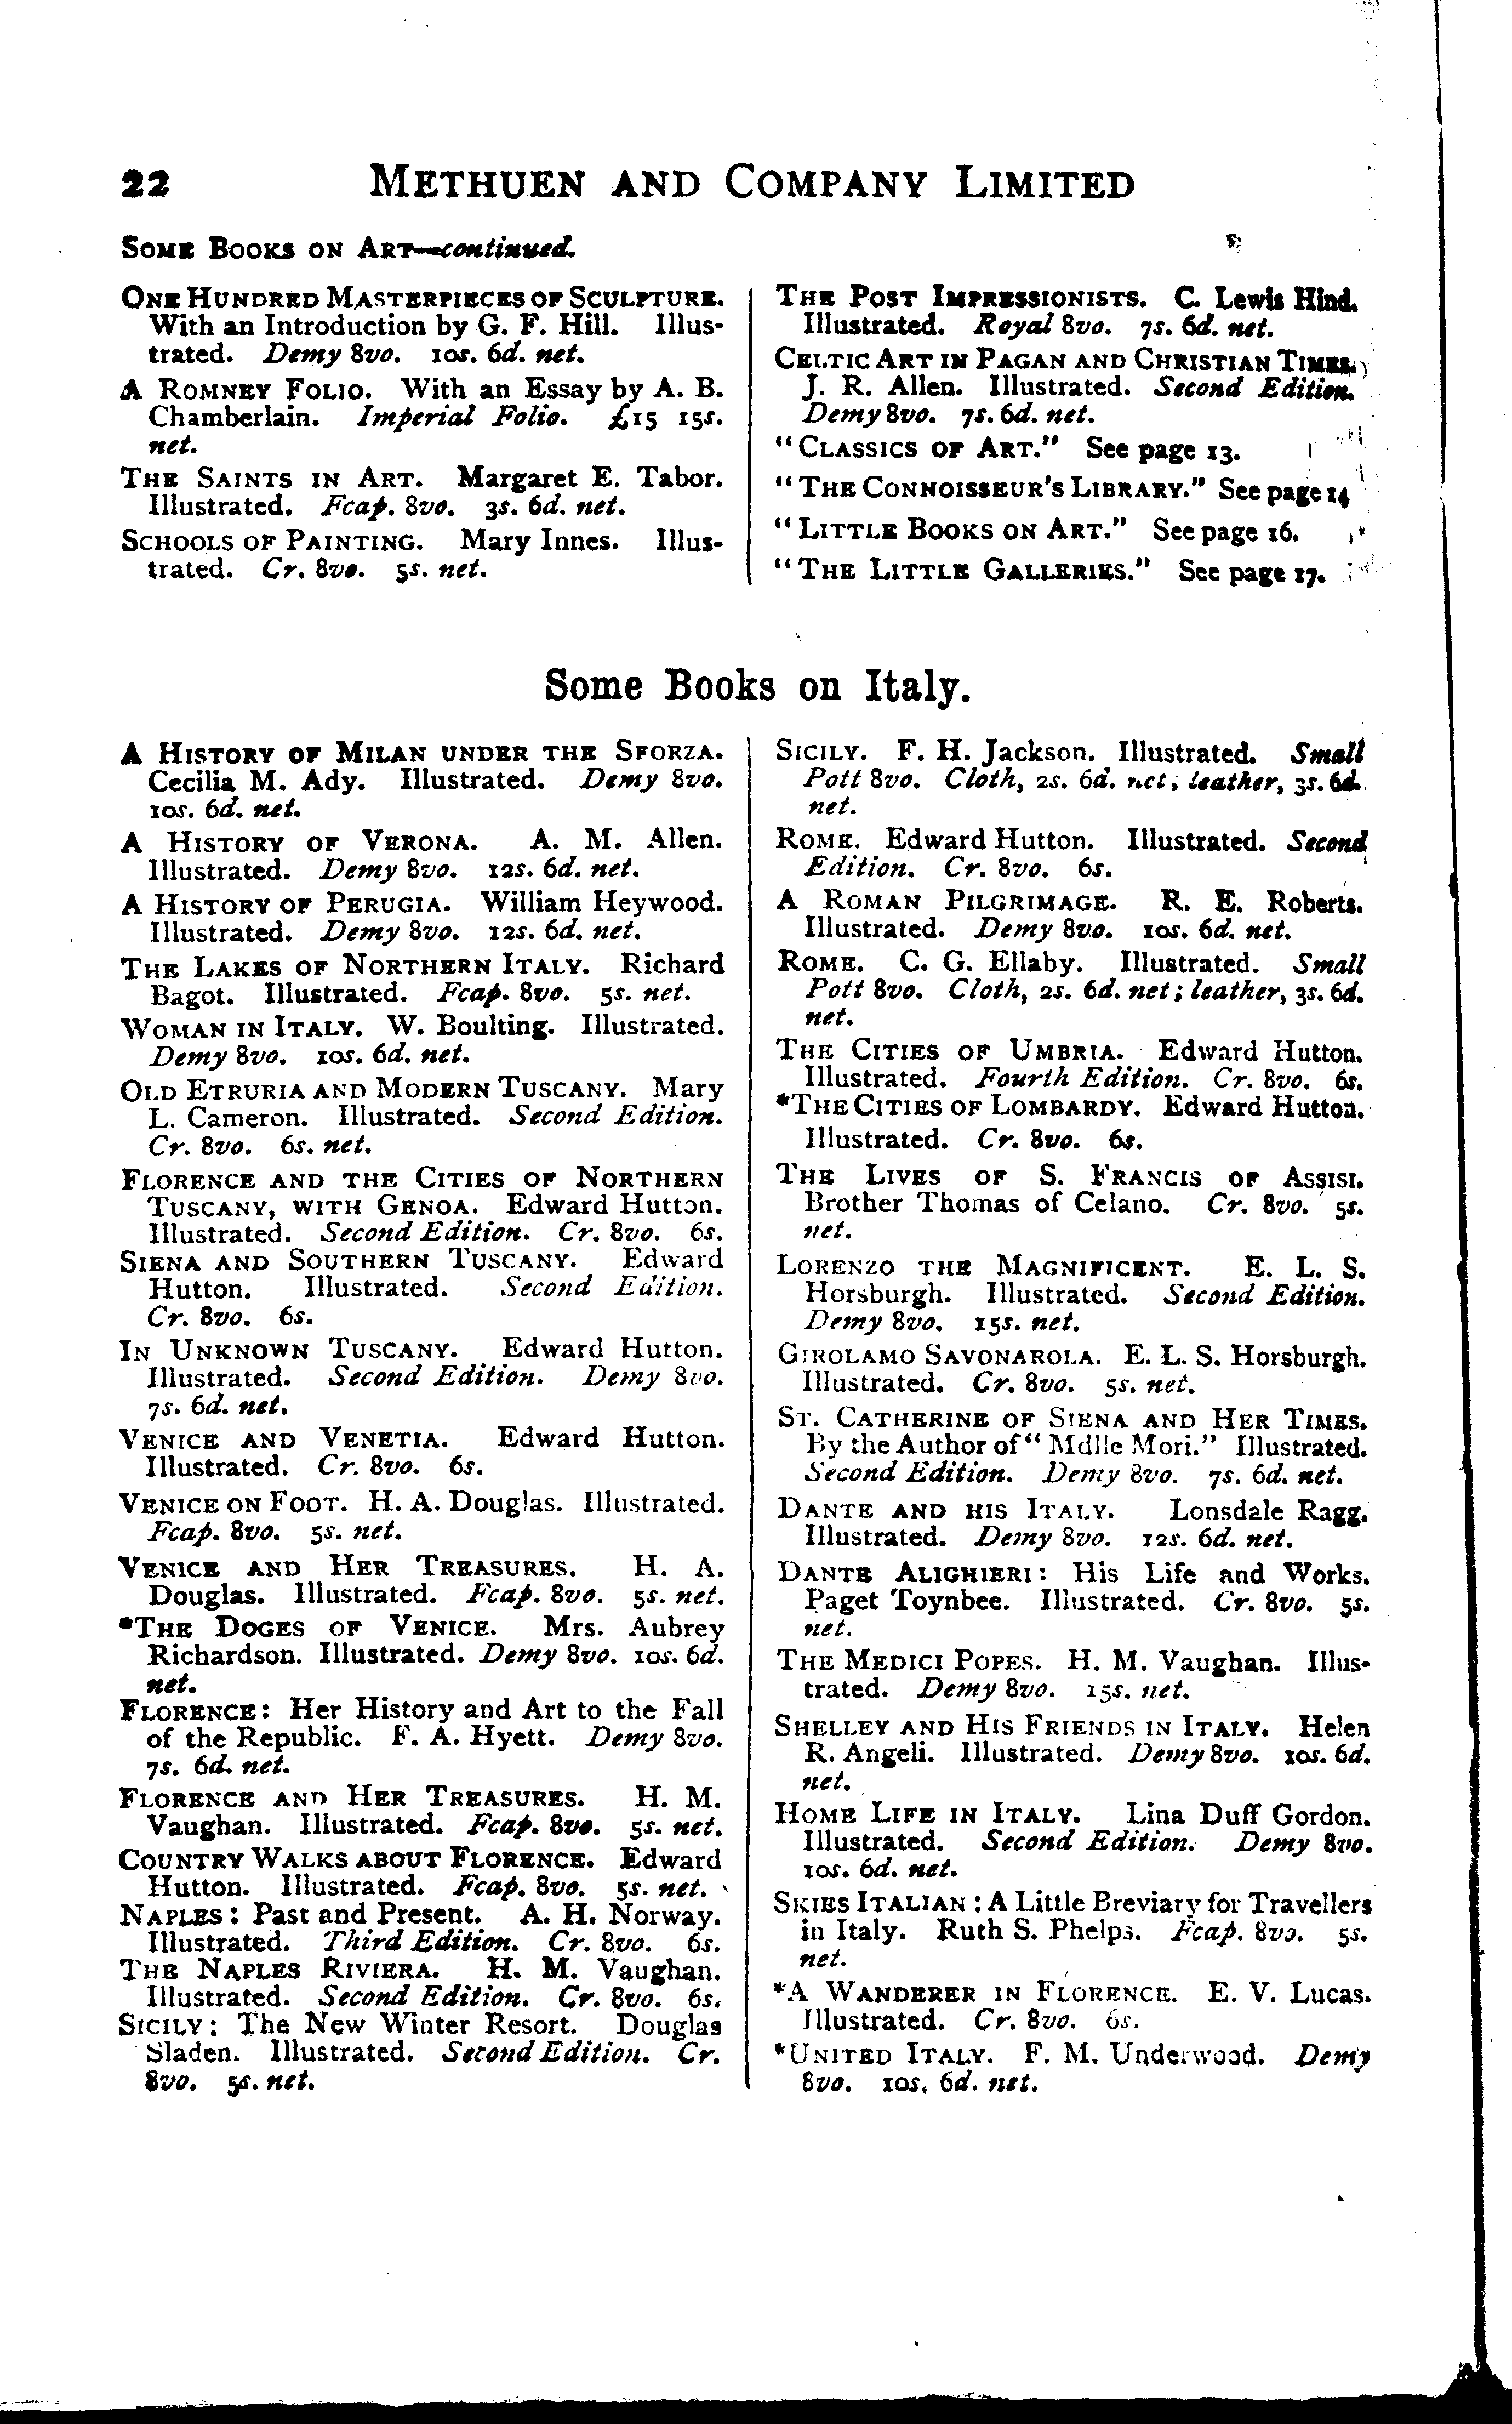 22 METHUEN AND COMPANY LIMITED
SOME BOOKS ON ART—continued.
ONE HUNDRED MASTERPIECES OF SCULPTURE.
With an Introduction by G. F. Hill. Illus-
trated. Demy 8vo. 10s. 6d. net.
A ROMNEY FOLIO. With an Essay by A. B.
Chamberlain. Imperial Folio. £15 15s.
net.
THE SAINTS IN ART. Margaret E. Tabor.
Illustrated. Fcap. 8vo. 3s. 6d. net.
SCHOOLS OF PAINTING. Mary Innes. Illus-
trated. Cr. 8vo. 5s. net.
THE POST IMPRESSIONISTS. C. Lewis Hind.
Illustrated. Royal 8vo. 7s. 6d. net.
CELTIC ART IN PAGAN AND CHRISTIAN TIMES.
J. R. Allen. Illustrated. Second Edition.
Demy 8vo. 7s. 6d. net.
"CLASSICS OF ART." See page 13.
"THE CONNOISSEUR'S LIBRARY." See page 14
"LITTLE BOOKS ON ART." See page 16.
"THE LITTLE GALLERIES." See page 17.
Some Books on Italy.
A HISTORY OF MILAN UNDER THE SFORZA.
Cecilia M. Ady. Illustrated. Demy 8vo.
10s. 6d. net.
A HISTORY OF VERONA. A. M. Allen.
Illustrated. Demy 8vo. 12s. 6d. net.
A HISTORY OF PERUGIA. William Heywood.
Illustrated. Demy 8vo. 12s. 6d. net.
THE LAKES OF NORTHERN ITALY. Richard
Bagot. Illustrated. Fcap. 8vo. 5s. net.
WOMAN IN ITALY. W. Boulting. Illustrated.
Demy 8vo. 10s. 6d. net.
OLD ETRURIA AND MODERN TUSCANY. Mary
L. Cameron. Illustrated. Second Edition.
Cr. 8vo. 6s. net.
FLORENCE AND THE CITIES OF NORTHERN
TUSCANY, WITH GENOA. Edward Hutton.
Illustrated. Second Edition. Cr. 8vo. 6s.
SIENA AND SOUTHERN TUSCANY. Edward
Hutton. Illustrated. Second Edition.
Cr. 8vo. 6s.
IN UNKNOWN TUSCANY. Edward Hutton.
Illustrated. Second Edition. Demy 8vo.
7s. 6d. net.
VENICE AND VENETIA. Edward Hutton.
Illustrated. Cr. 8vo. 6s.
VENICE ON FOOT. H. A. Douglas. Illustrated.
Fcap. 8vo. 5s. net.
VENICE AND HER TREASURES. H. A.
Douglas. Illustrated. Fcap. 8vo. 5s. net.
*THE DOGES OF VENICE. Mrs. Aubrey
Richardson. Illustrated. Demy 8vo. 10s. 6d.
net.
FLORENCE: Her History and Art to the Fall
of the Republic. F. A. Hyett. Demy 8vo.
7s. 6d. net.
FLORENCE AND HER TREASURES. H. M.
Vaughan. Illustrated. Fcap. 8vo. 5s. net.
COUNTRY WALKS ABOUT FLORENCE. Edward
Hutton. Illustrated. Fcap. 8vo. 5s. net.
NAPLES: Past and Present. A. H. Norway.
Illustrated. Third Edition. Cr. 8vo. 6s.
THE NAPLES RIVIERA. H. M. Vaughan.
Illustrated. Second Edition. Cr. 8vo. 6s.
SICILY: The New Winter Resort. Douglas
Sladen. Illustrated. Second Edition. Cr.
8vo. 5s. net.
SICILY. F. H. Jackson. Illustrated. Small
Pott 8vo. Cloth, 2s. 6d. net; leather, 3s. 6d.
net.
ROME. Edward Hutton. Illustrated. Second
Edition. Cr. 8vo. 6s.
A ROMAN PILGRIMAGE. R. E. Roberts.
Illustrated. Demy 8vo. 10s. 6d. net.
ROME. C. G. Ellaby. Illustrated. Small
Pott 8vo. Cloth, 2s. 6d. net; leather, 3s. 6d.
net.
THE CITIES OF UMBRIA. Edward Hutton.
Illustrated. Fourth Edition. Cr. 8vo. 6s.
*THE CITIES OF LOMBARDY. Edward Hutton.
Illustrated. Cr. 8vo. 6s.
THE LIVES OF S. FRANCIS OF ASSISI.
Brother Thomas of Celano. Cr. 8vo. 5s.
net.
LORENZO THE MAGNIFICENT. E. L. S.
Horsburgh. Illustrated. Second Edition.
Demy 8vo. 15s. net.
GIROLAMO SAVONAROLA. E. L. S. Horsburgh.
Illustrated. Cr. 8vo. 5s. net.
ST. CATHERINE OF SIENA AND HER TIMES.
By the Author of "Mdlle Mori." Illustrated.
Second Edition. Demy 8vo. 7s. 6d. net.
DANTE AND HIS ITALY. Lonsdale Ragg.
Illustrated. Demy 8vo. 12s. 6d. net.
DANTE ALIGHIERI: His Life and Works.
Paget Toynbee. Illustrated. Cr. 8vo. 5s.
net.
THE MEDICI POPES. H. M. Vaughan. Illus-
trated. Demy 8vo. 15s. net.
SHELLEY AND HIS FRIENDS IN ITALY. Helen
R. Angeli. Illustrated. Demy 8vo. 10s. 6d.
net.
HOME LIFE IN ITALY. Lina Duff Gordon.
Illustrated. Second Edition. Demy 8vo.
10s. 6d. net.
SKIES ITALIAN: A Little Breviary for Travellers
in Italy. Ruth S. Phelps. Fcap. 8vo. 5s.
net.
*A WANDERER IN FLORENCE. E. V. Lucas.
Illustrated. Cr. 8vo. 6s.
*UNITED ITALY. F. M. Underwood. Demy
8vo. 10s. 6d. net.